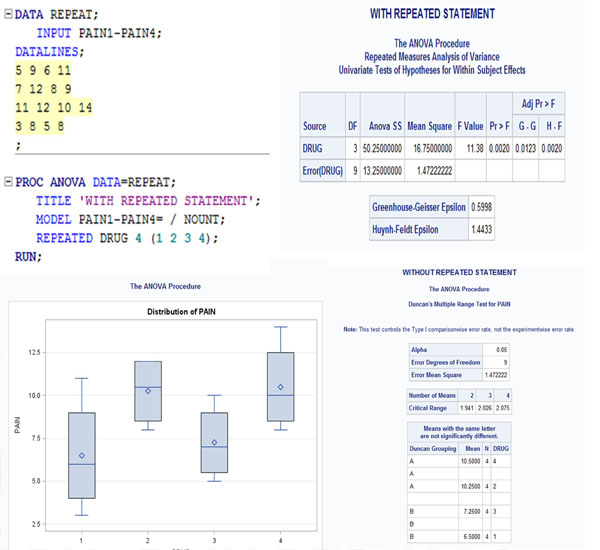 DATA REPEAT;
INPUT PAIN1-PAIN4;
DATALINES;
5 9 6 11
7 12 8 9
11 12 10 14
3 8 5 8
;
PROC ANOVA DATA=REPEAT;
TITLE 'WITH REPEATED STATEMENT';
MODEL PAIN1-PAIN4= / NOUNT;
REPEATED DRUG 4 (1 2 3 4);
RUN;
WITH REPEATED STATEMENT
The ANOVA Procedure
Repeated Measures Analysis of Variance
Univariate Tests of Hypotheses for Within Subject Effects
Adj Pr > F
Source DF Anova SS Mean Square F Value Pr > F G - G H - F
DRUG 3 50.25000000 16.75000000 11.38 0.0020 0.0123 0.0020
Error(DRUG) 9 13.25000000 1.47222222
Greenhouse-Geisser Epsilon 0.5998
Huynh-Feldt Epsilon 1.4433
The ANOVA Procedure
Distribution of PAIN
PAIN
12.5
10.0
7.5
5.0
2.5
1 2 3 4
WITHOUT REPEATED STATEMENT
The ANOVA Procedure
Duncan's Multiple Range Test for PAIN
Note: This test controls the Type I comparisonwise error rate, not the experimentwise error rate.
Alpha 0.05
Error Degrees of Freedom 9
Error Mean Square 1.472222
Number of Means 2 3 4
Critical Range 1.941 2.026 2.075
Means with the same letter
are not significantly different.
Duncan Grouping Mean N DRUG
A 10.5000 4 4
A
A 10.2500 4 2
B 7.2500 4 3
B
B 6.5000 4 1